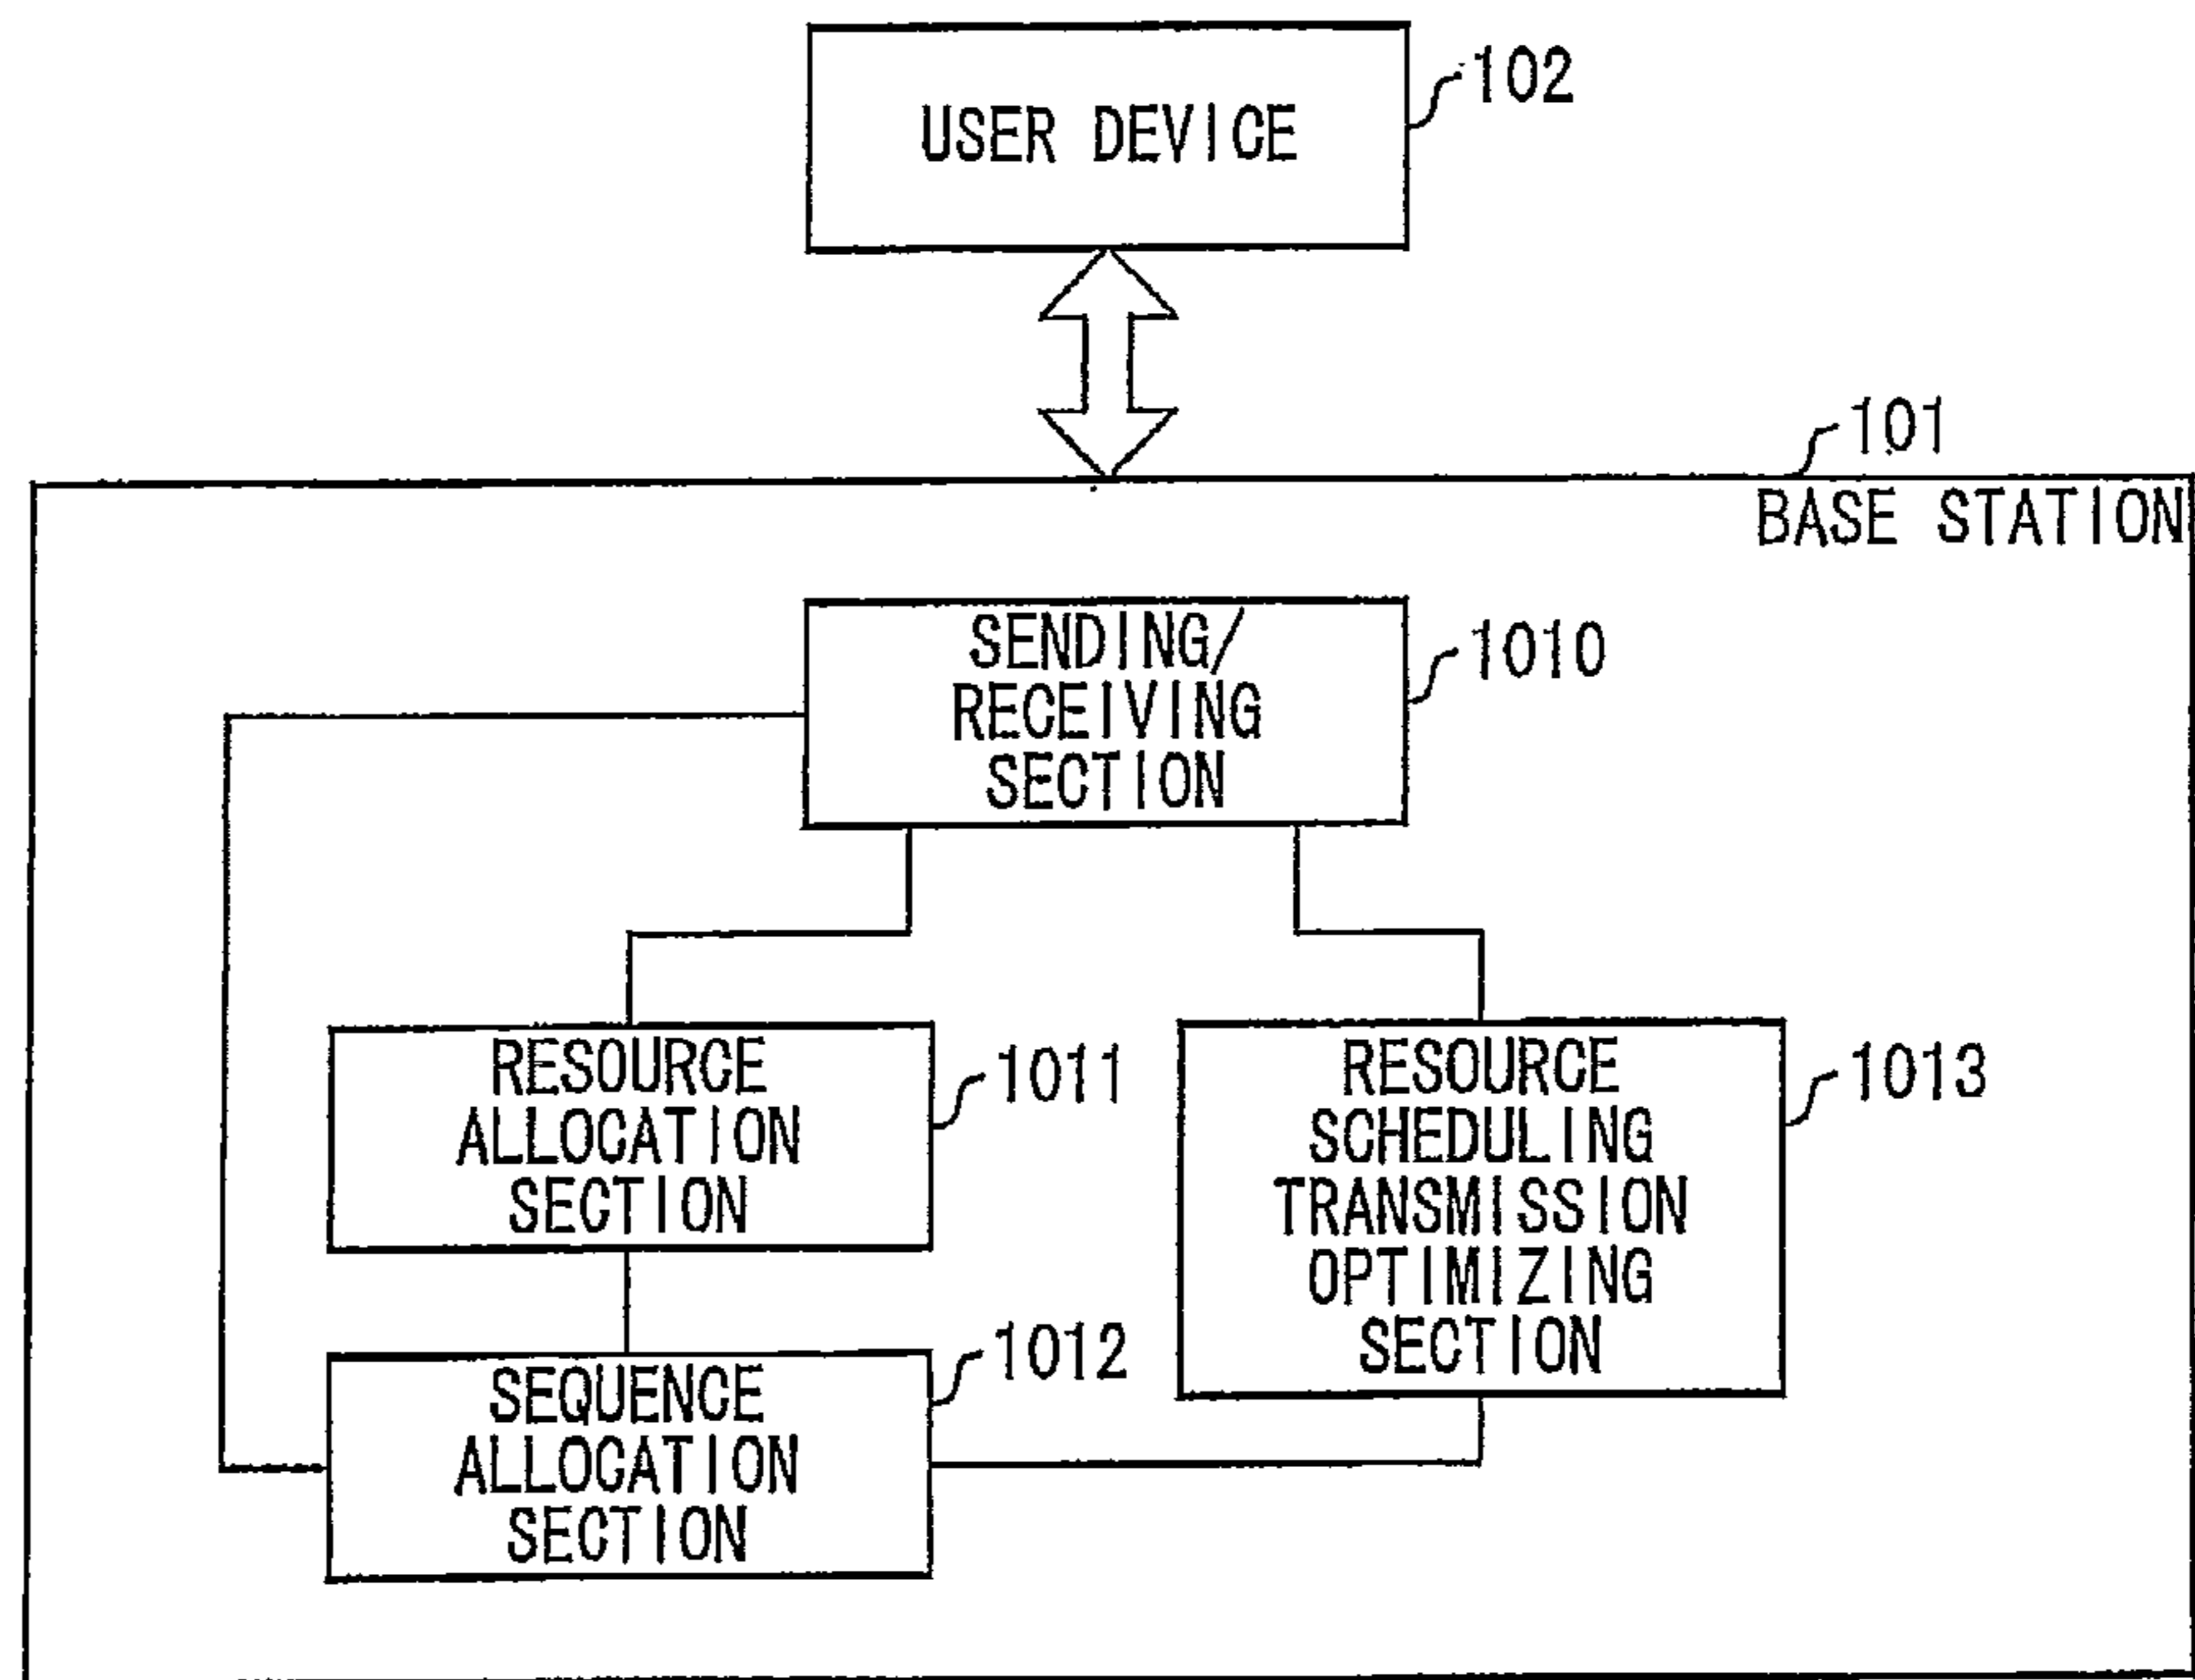 USER DEVICE
102
101
BASE STATION
SENDING/
RECEIVING
SECTION
1010
RESOURCE
ALLOCATION
SECTION
1011
RESOURCE
SCHEDULING
TRANSMISSION
OPTIMIZING
SECTION
1013
SEQUENCE
ALLOCATION
SECTION
1012